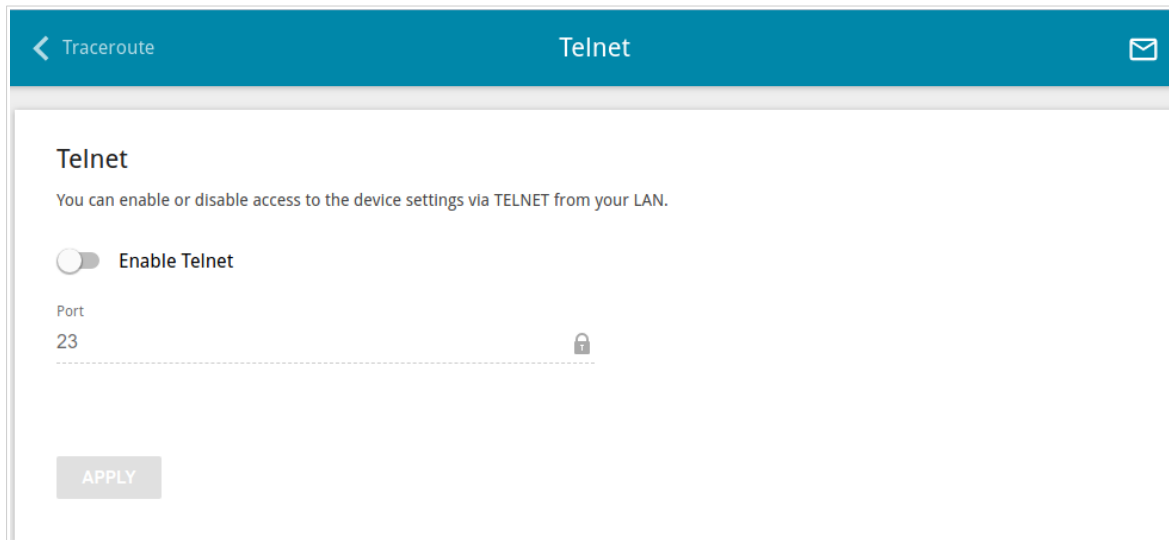 Traceroute
Telnet
Telnet
You can enable or disable access to the device settings via TELNET from your LAN.
Enable Telnet
Port
23
APPLY